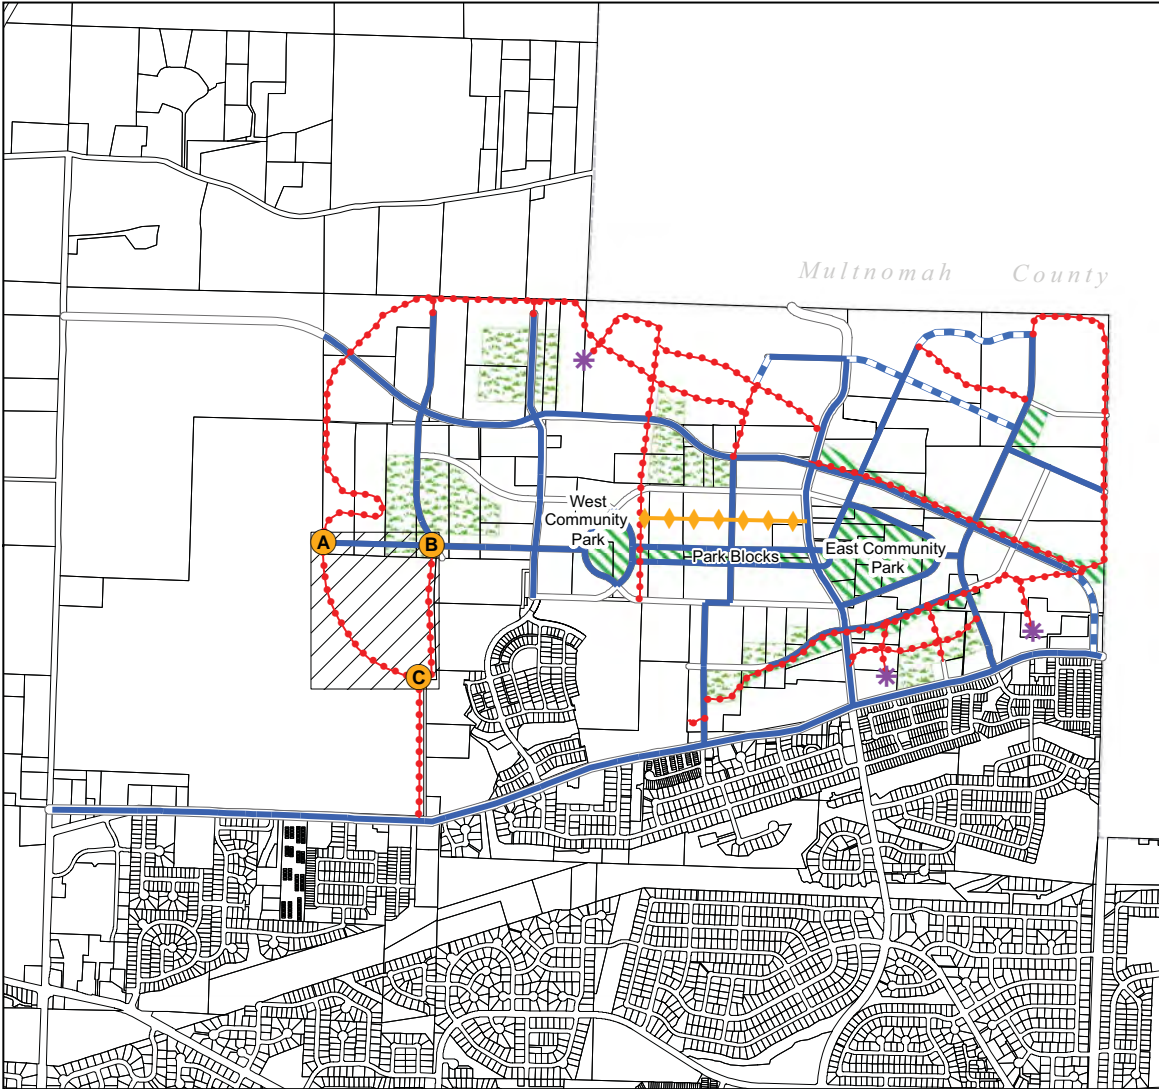 Multnomah County
West
Community
Park
A
B
Park Blocks
East Community
Park
C